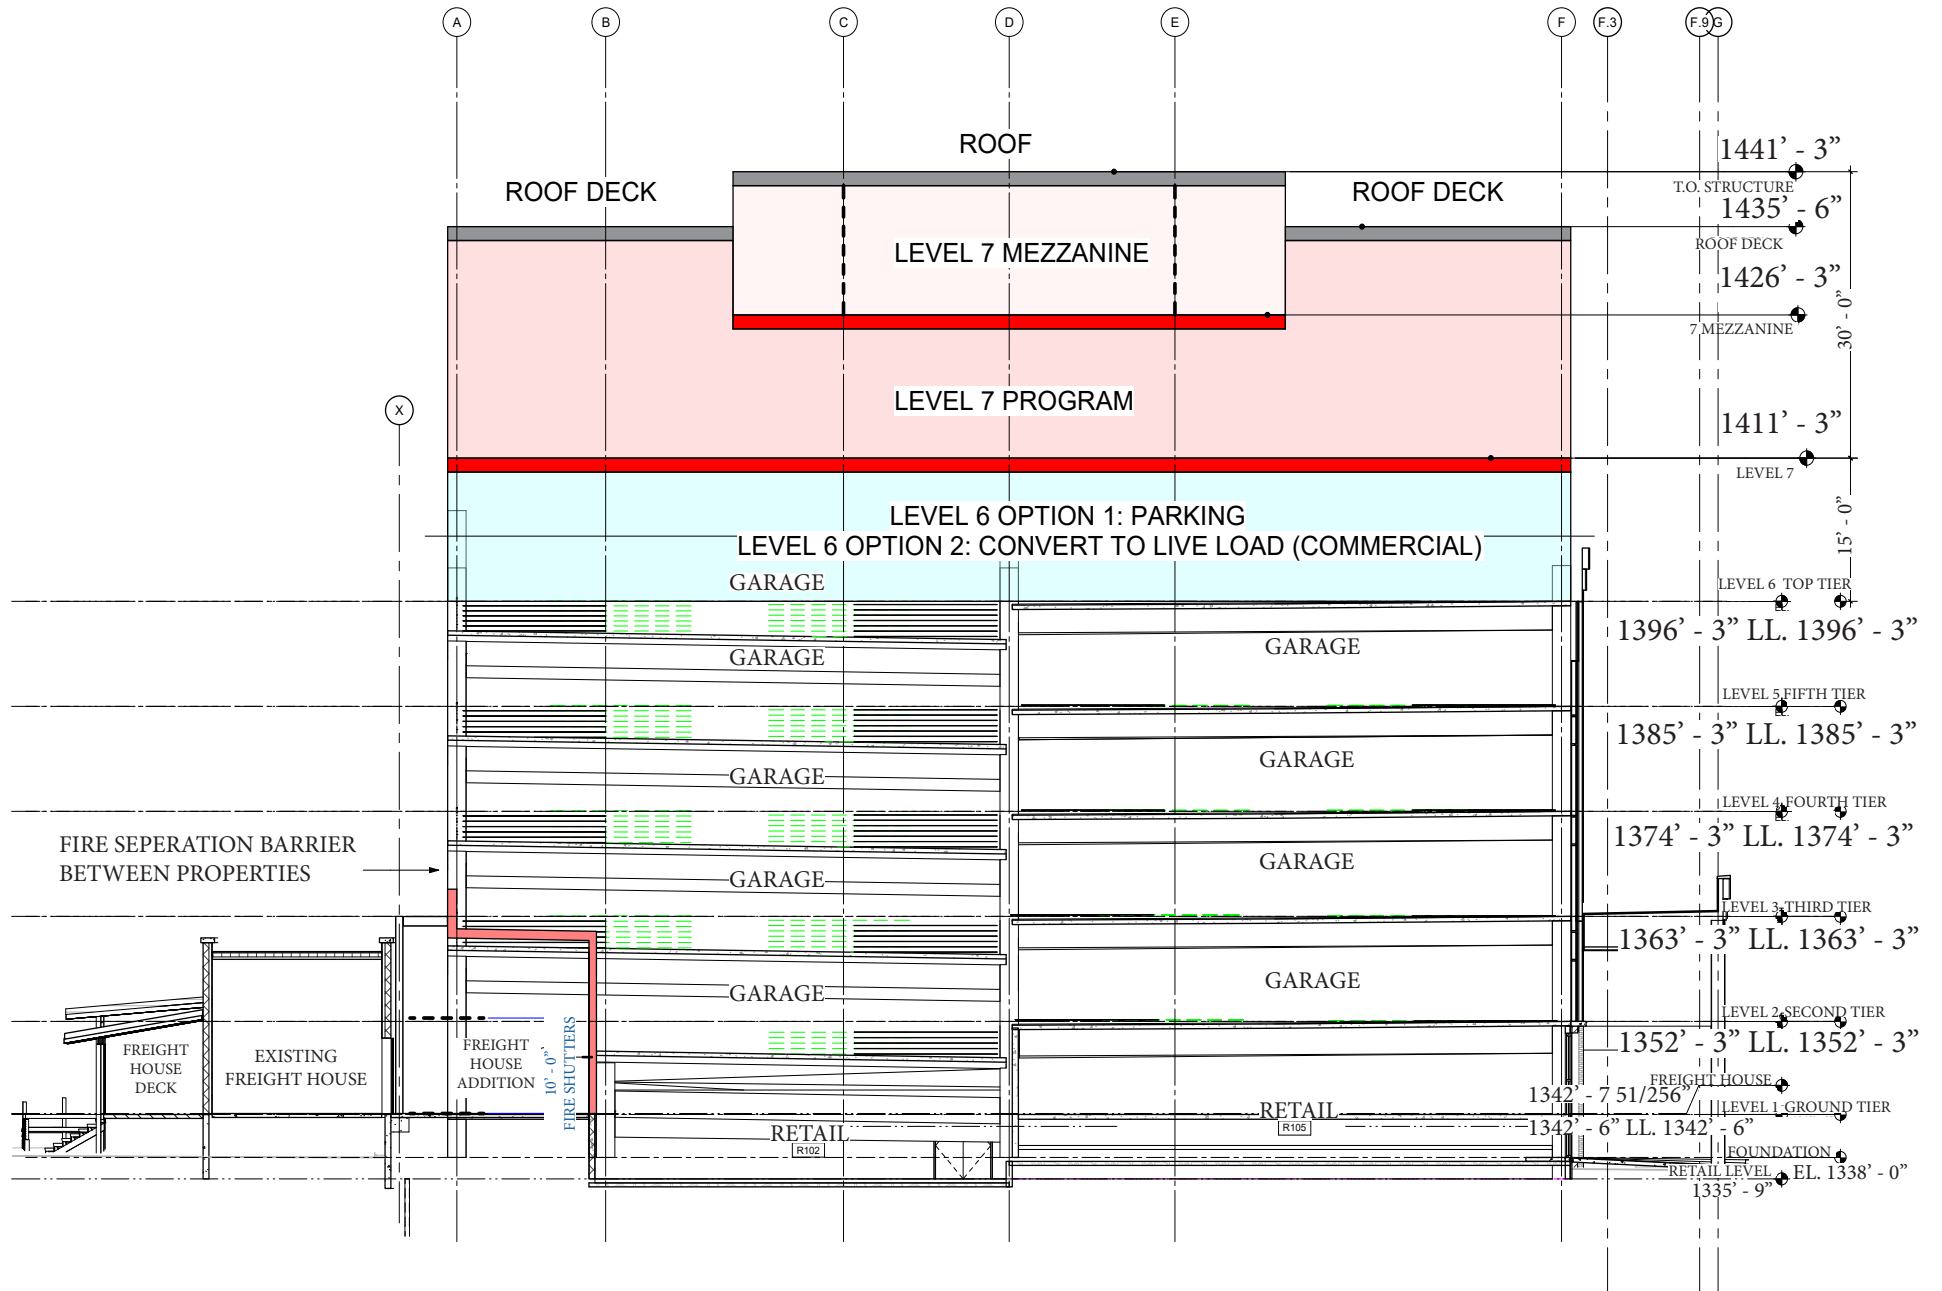 A
B
C
D
E
F
F.3
F.9
G
ROOF
1441’ - 3”
T.O. STRUCTURE
ROOF DECK
ROOF DECK
1435’ - 6”
ROOF DECK
LEVEL 7 MEZZANINE
1426’ - 3”
7 MEZZANINE
30’ - 0”
LEVEL 7 PROGRAM
X
1411’ - 3”
LEVEL 7
LEVEL 6 OPTION 1: PARKING
LEVEL 6 OPTION 2: CONVERT TO LIVE LOAD (COMMERCIAL)
15’ - 0”
GARAGE
LEVEL 6 TOP TIER
1396’ - 3” LL. 1396’ - 3”
GARAGE
GARAGE
LEVEL 5 FIFTH TIER
1385’ - 3” LL. 1385’ - 3”
GARAGE
GARAGE
LEVEL 4 FOURTH TIER
1374’ - 3” LL. 1374’ - 3”
FIRE SEPERATION BARRIER
BETWEEN PROPERTIES
GARAGE
GARAGE
LEVEL 3 THIRD TIER
1363’ - 3” LL. 1363’ - 3”
GARAGE
GARAGE
LEVEL 2 SECOND TIER
1352’ - 3” LL. 1352’ - 3”
FREIGHT
HOUSE
DECK
EXISTING
FREIGHT HOUSE
FREIGHT
HOUSE
ADDITION
10’ - 0”
FIRE SHUTTERS
FREIGHT HOUSE
1342’ - 7 51/256”
LEVEL 1 GROUND TIER
1342’ - 6” LL. 1342’ - 6”
RETAIL
R105
RETAIL
R102
FOUNDATION
EL. 1338’ - 0”
RETAIL LEVEL
1335’ - 9”